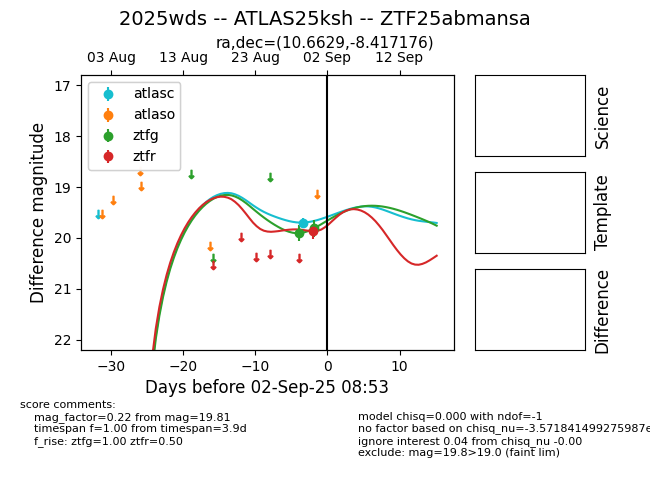 2025wds -- ATLAS25ksh -- ZTF25abmansa
ra,dec=(10.6629,-8.417176)
03 Aug 13 Aug 23 Aug 02 Sep 12 Sep
atlasc
atlaso
ztfg
ztfr
17
18
19
20
21
22
Difference magnitude
−30 −20 −10 0 10
Days before 02-Sep-25 08:53
Science
Template
Difference
score comments:
mag_factor=0.22 from mag=19.81
timespan f=1.00 from timespan=3.9d
f_rise: ztfg=1.00 ztfr=0.50
model chisq=0.000 with ndof=-1
no factor based on chisq_nu=-3.571841499275987e
ignore interest 0.04 from chisq_nu -0.00
exclude: mag=19.8>19.0 (faint lim)